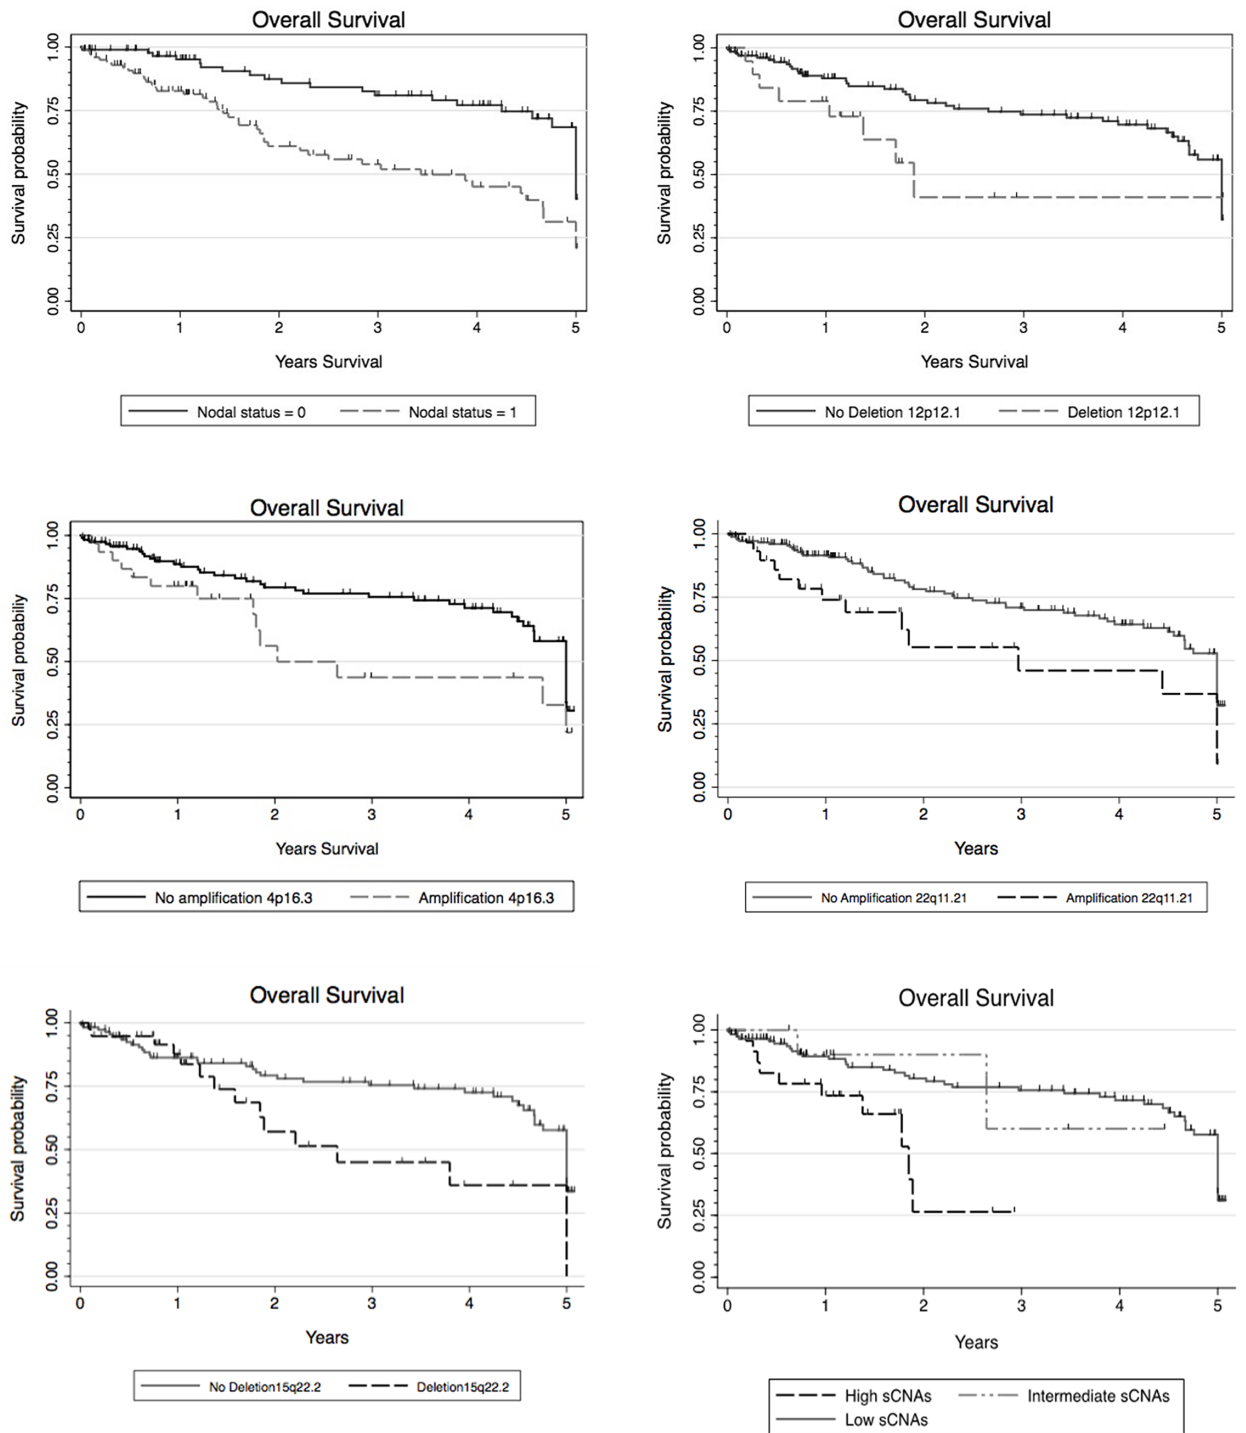 Overall Survival
Survival probability
1.00
0.75
0.50
0.25
0.00
0 1 2 3 4 5
Years Survival
Nodal status = 0 Nodal status = 1
Overall Survival
Survival probability
1.00
0.75
0.50
0.25
0.00
0 1 2 3 4 5
Years Survival
No Deletion 12p12.1 Deletion 12p12.1
Overall Survival
Survival probability
1.00
0.75
0.50
0.25
0.00
0 1 2 3 4 5
Years Survival
No amplification 4p16.3 Amplification 4p16.3
Overall Survival
Survival probability
1.00
0.75
0.50
0.25
0.00
0 1 2 3 4 5
Years
No Amplification 22q11.21 Amplification 22q11.21
Overall Survival
Survival probability
1.00
0.75
0.50
0.25
0.00
0 1 2 3 4 5
Years
No Deletion15q22.2 Deletion15q22.2
Overall Survival
Survival probability
1.00
0.75
0.50
0.25
0.00
0 1 2 3 4 5
Years
High sCNAs Intermediate sCNAs
Low sCNAs